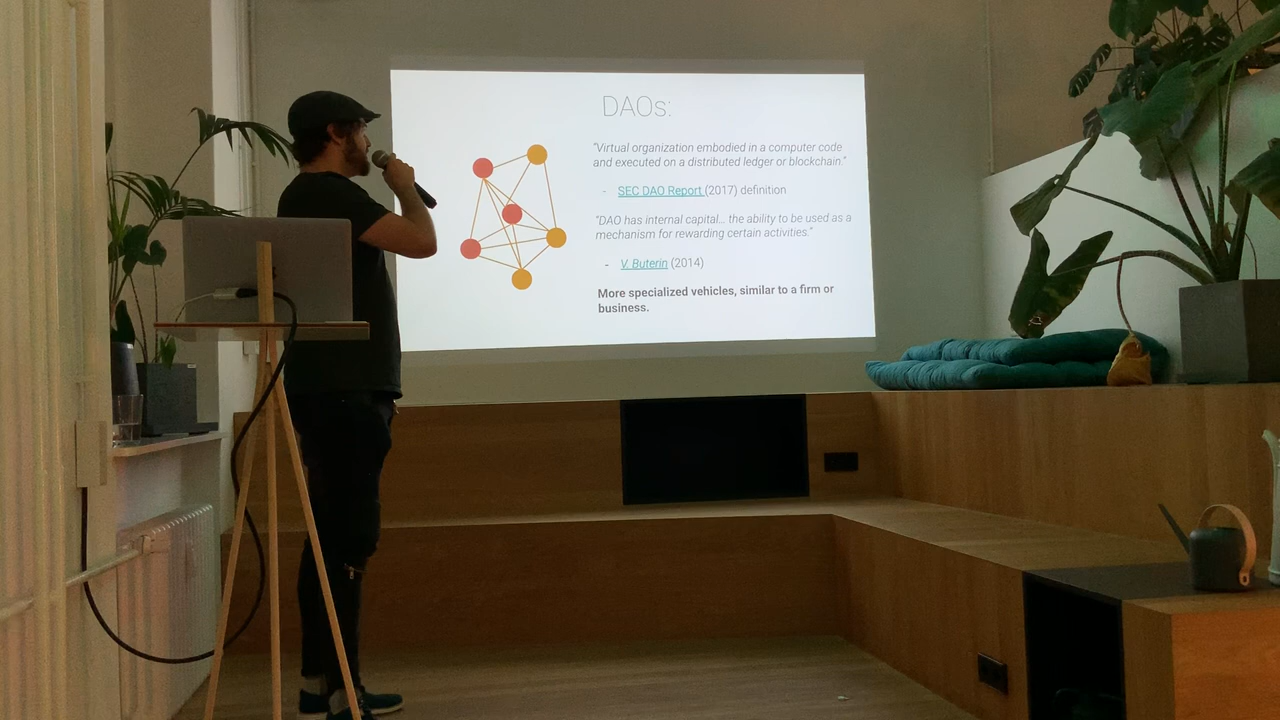 DAOs:
"Virtual organization embodied in a computer code
and executed on a distributed ledger or blockchain."
- SEC DAO Report (2017) definition
"DAO has internal capital... the ability to be used as a
mechanism for rewarding certain activities."
- V. Buterin (2014)
More specialized vehicles, similar to a firm or
business.